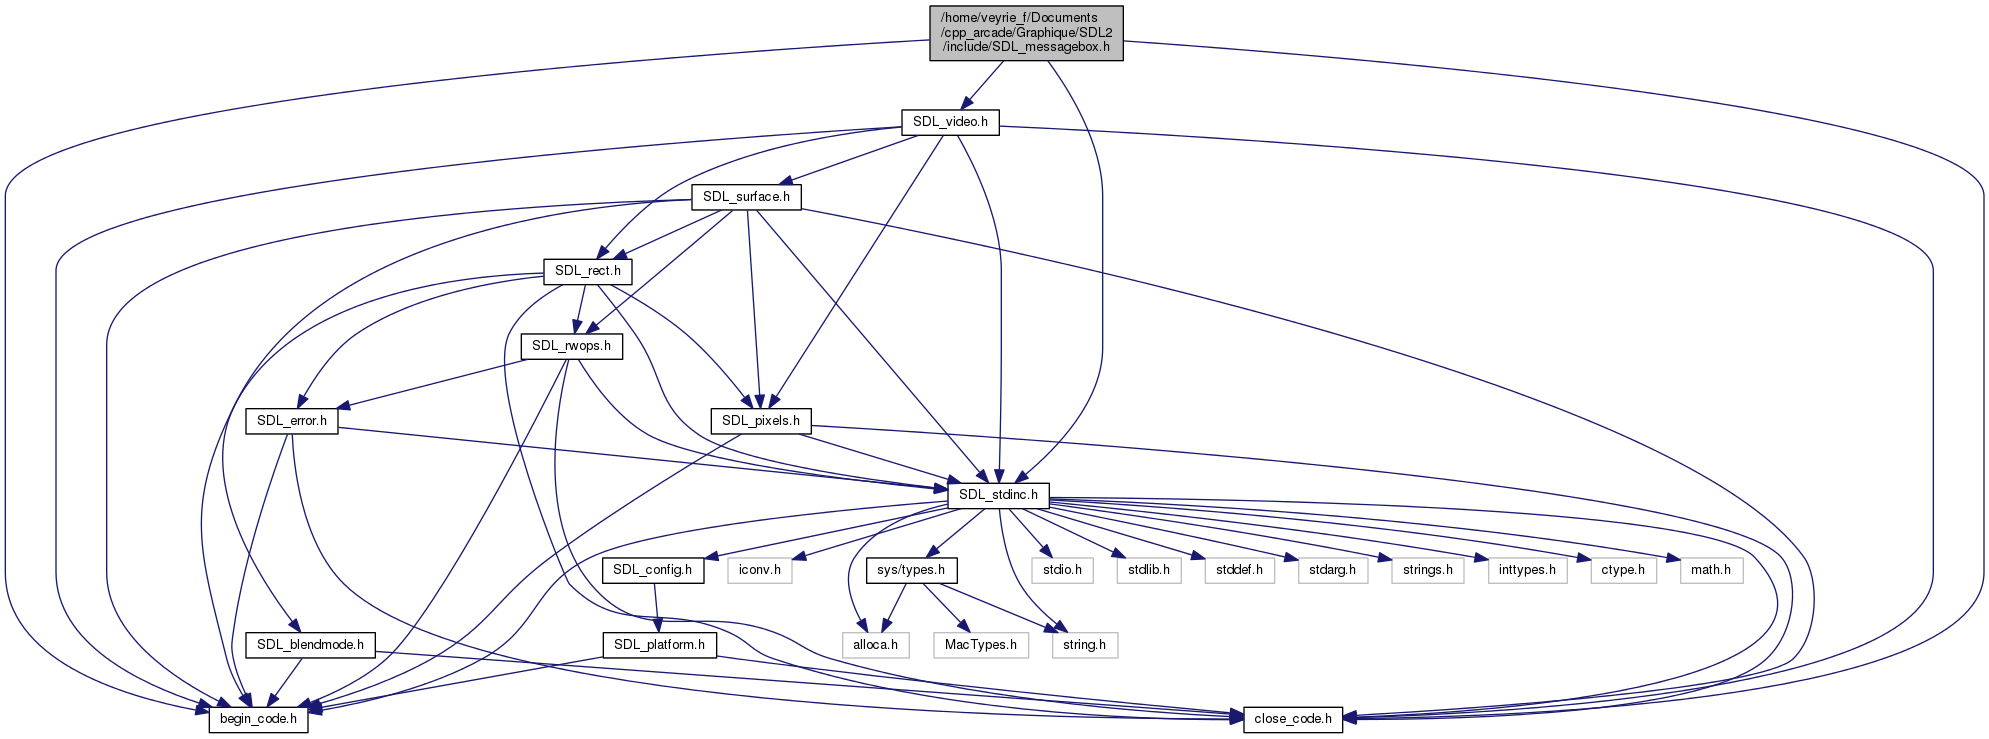 /home/veyrie_f/Documents
/cpp_arcade/Graphique/SDL2
/include/SDL_messagebox.h
SDL_video.h
SDL_surface.h
SDL_rect.h
SDL_rwops.h
SDL_error.h
SDL_pixels.h
SDL_stdinc.h
SDL_config.h
iconv.h
sys/types.h
stdio.h
stdlib.h
stddef.h
stdarg.h
strings.h
inttypes.h
ctype.h
math.h
SDL_blendmode.h
SDL_platform.h
alloca.h
MacTypes.h
string.h
begin_code.h
close_code.h